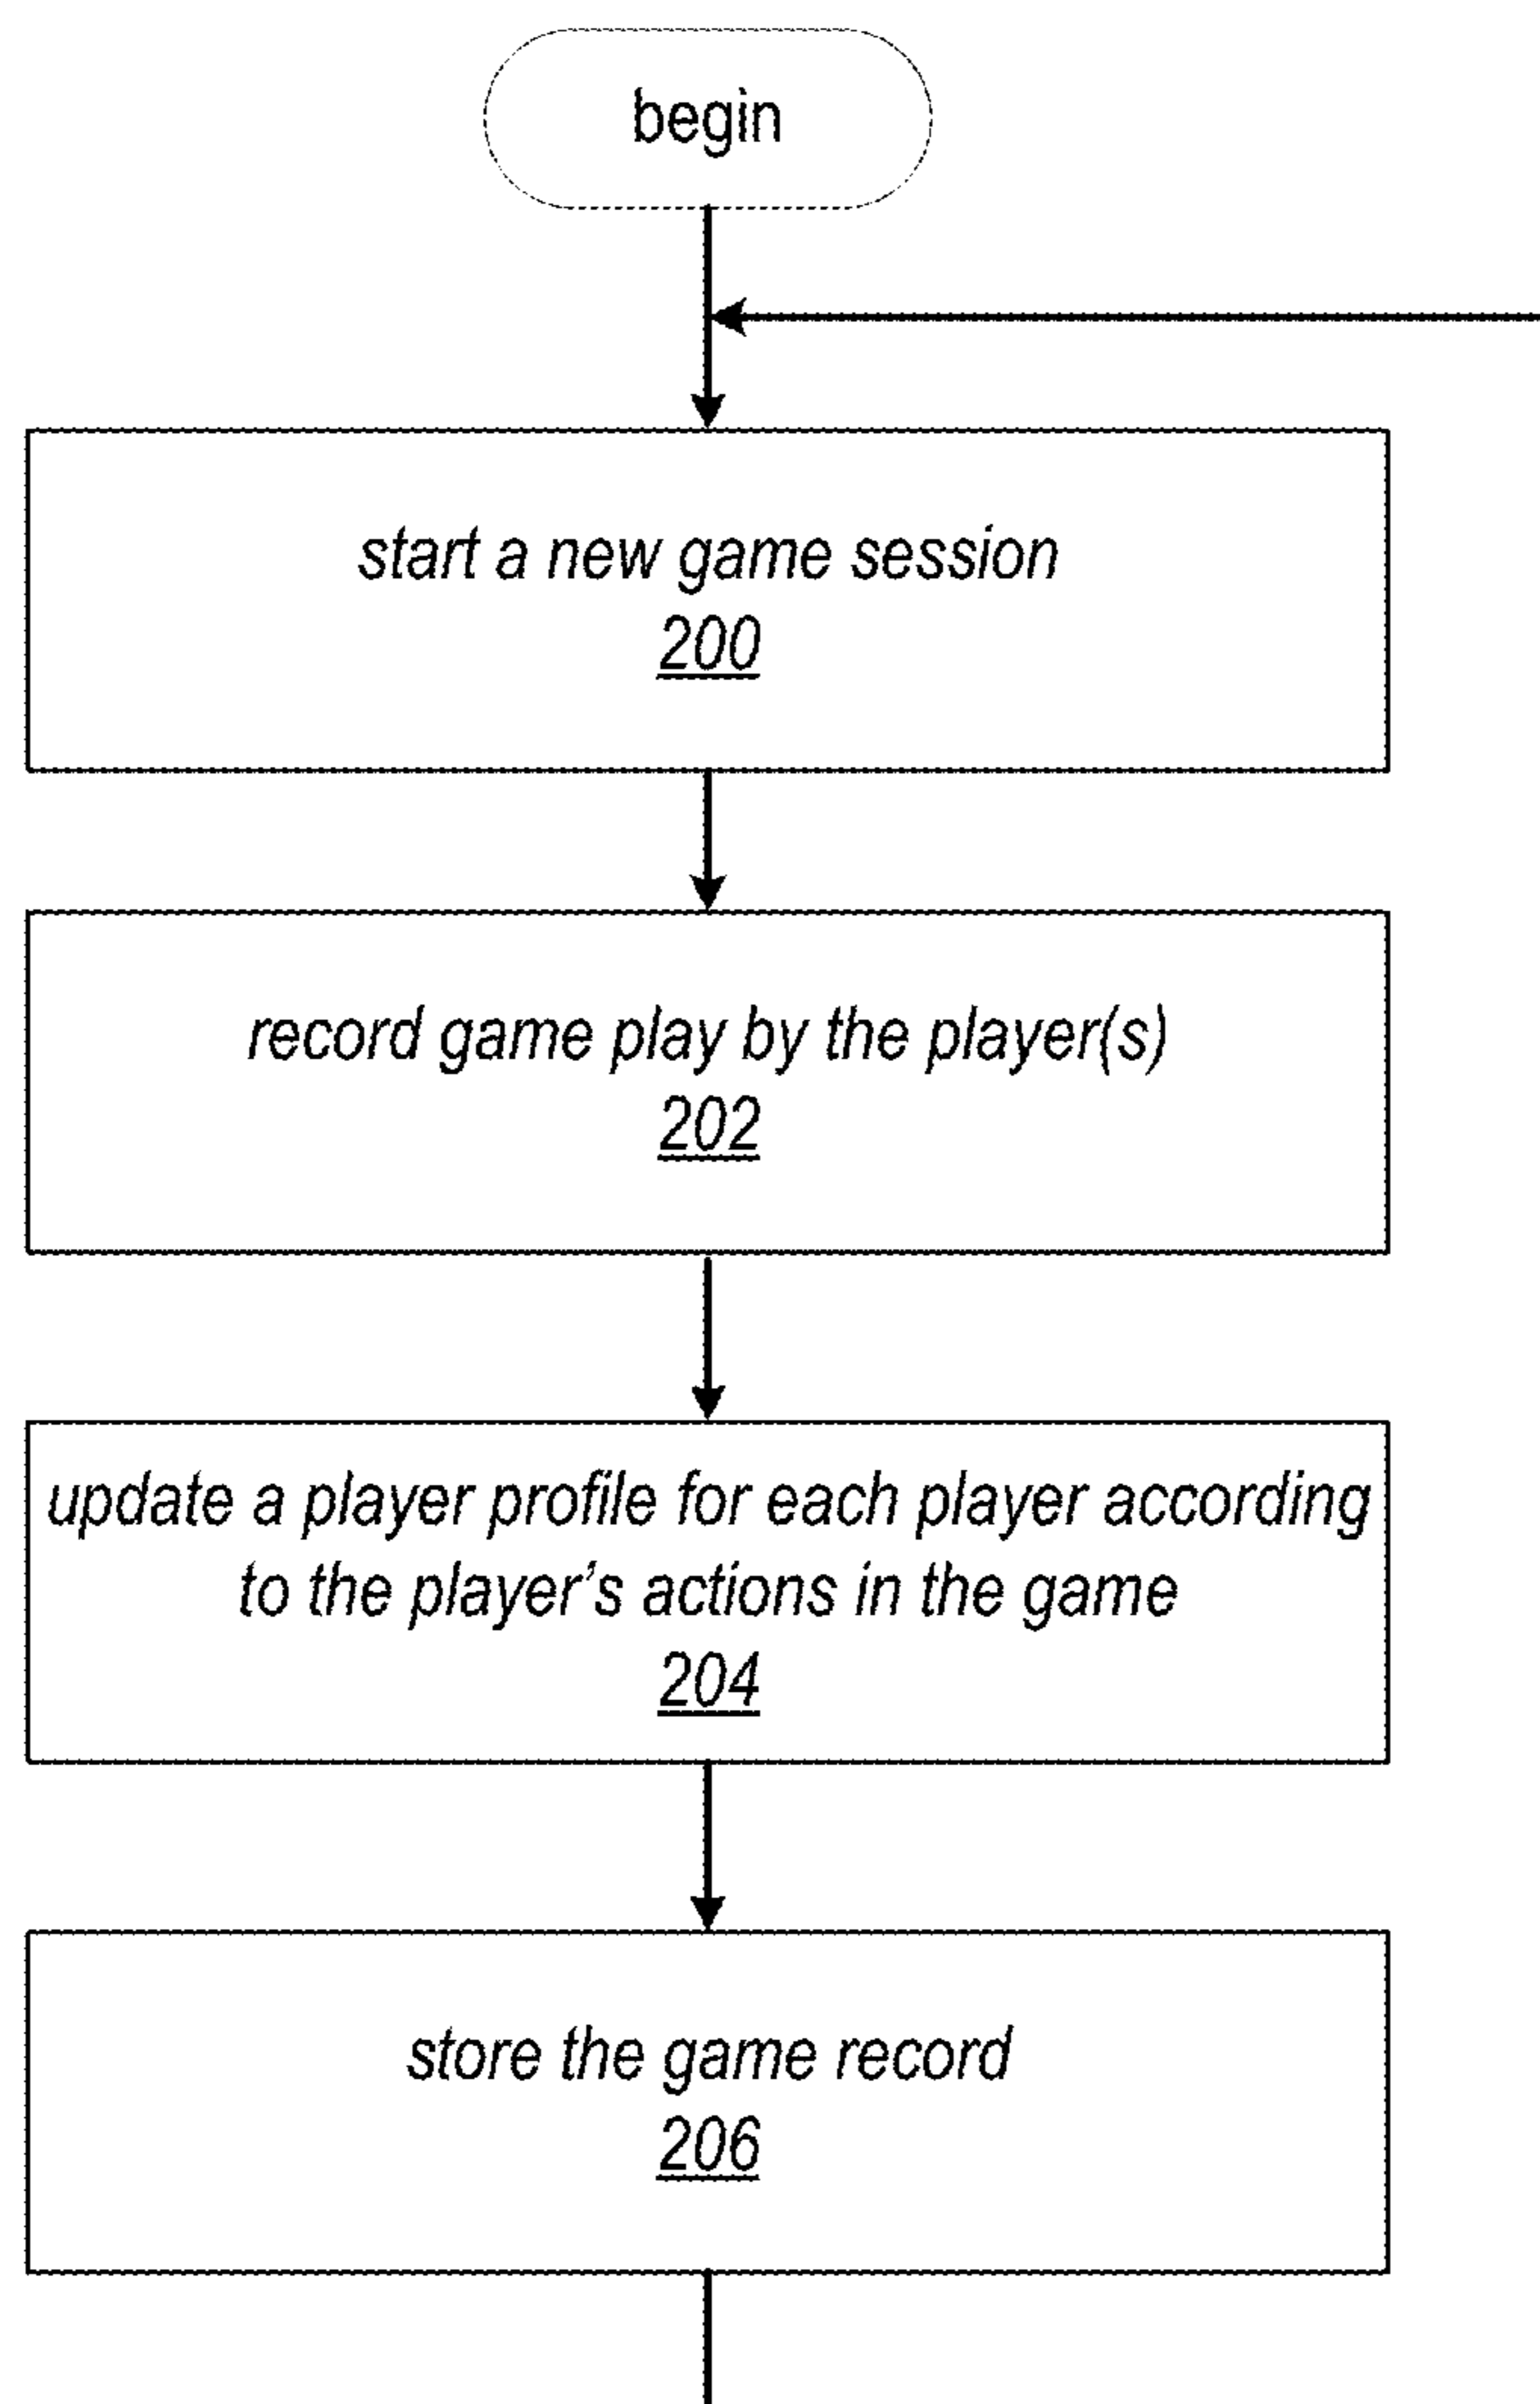 begin
start a new game session
200
record game play by the player(s)
202
update a player profile for each player according
to the player’s actions in the game
204
store the game record
206